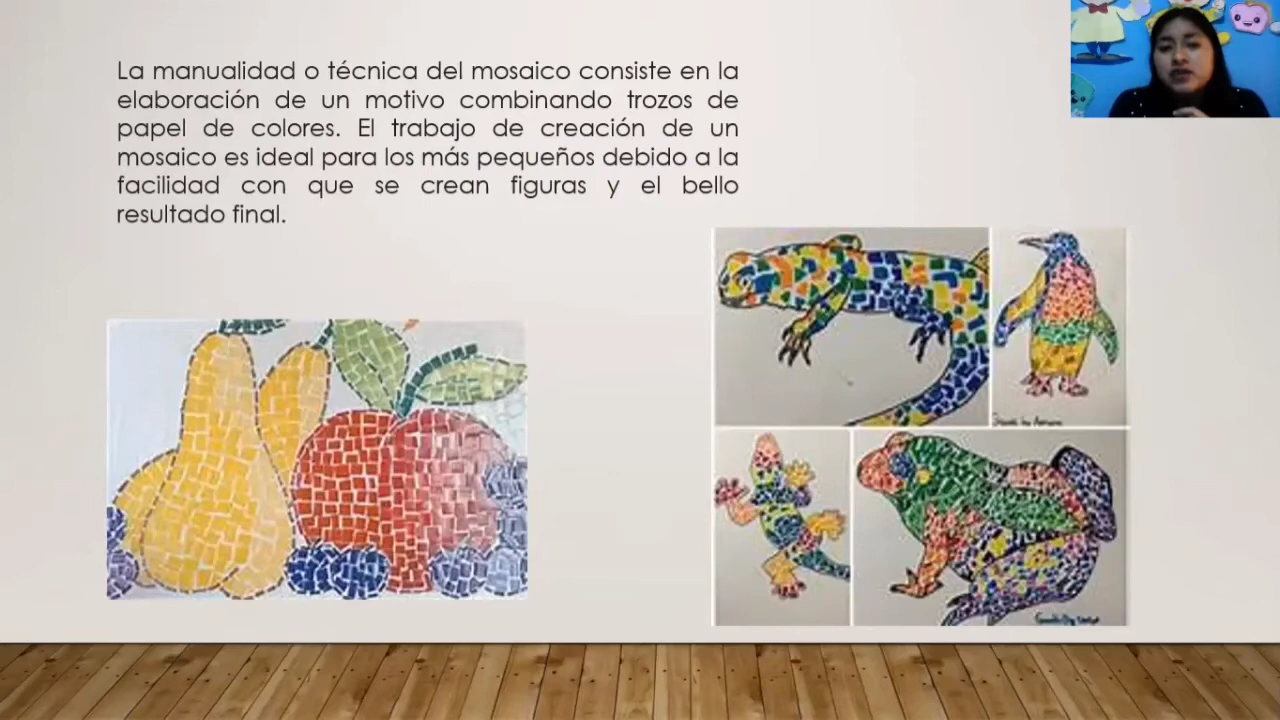 La manualidad o técnica del mosaico consiste en la
elaboración de un motivo combinando trozos de
papel de colores. El trabajo de creación de un
mosaico es ideal para los más pequeños debido a la
facilidad con que se crean figuras y el bello
resultado final.